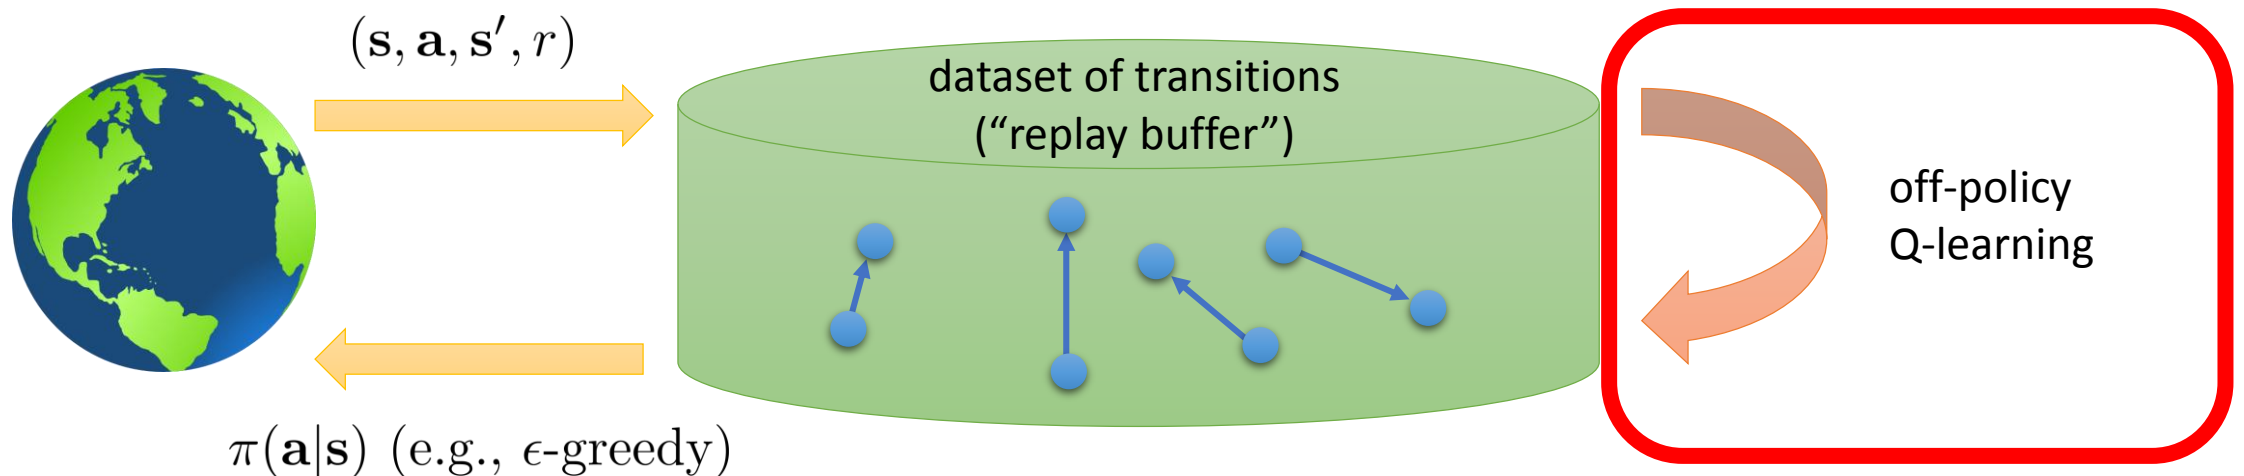 (s, a, s′, r)
dataset of transitions
(“replay buffer”)
off-policy
Q-learning
π(a|s) (e.g., ϵ-greedy)